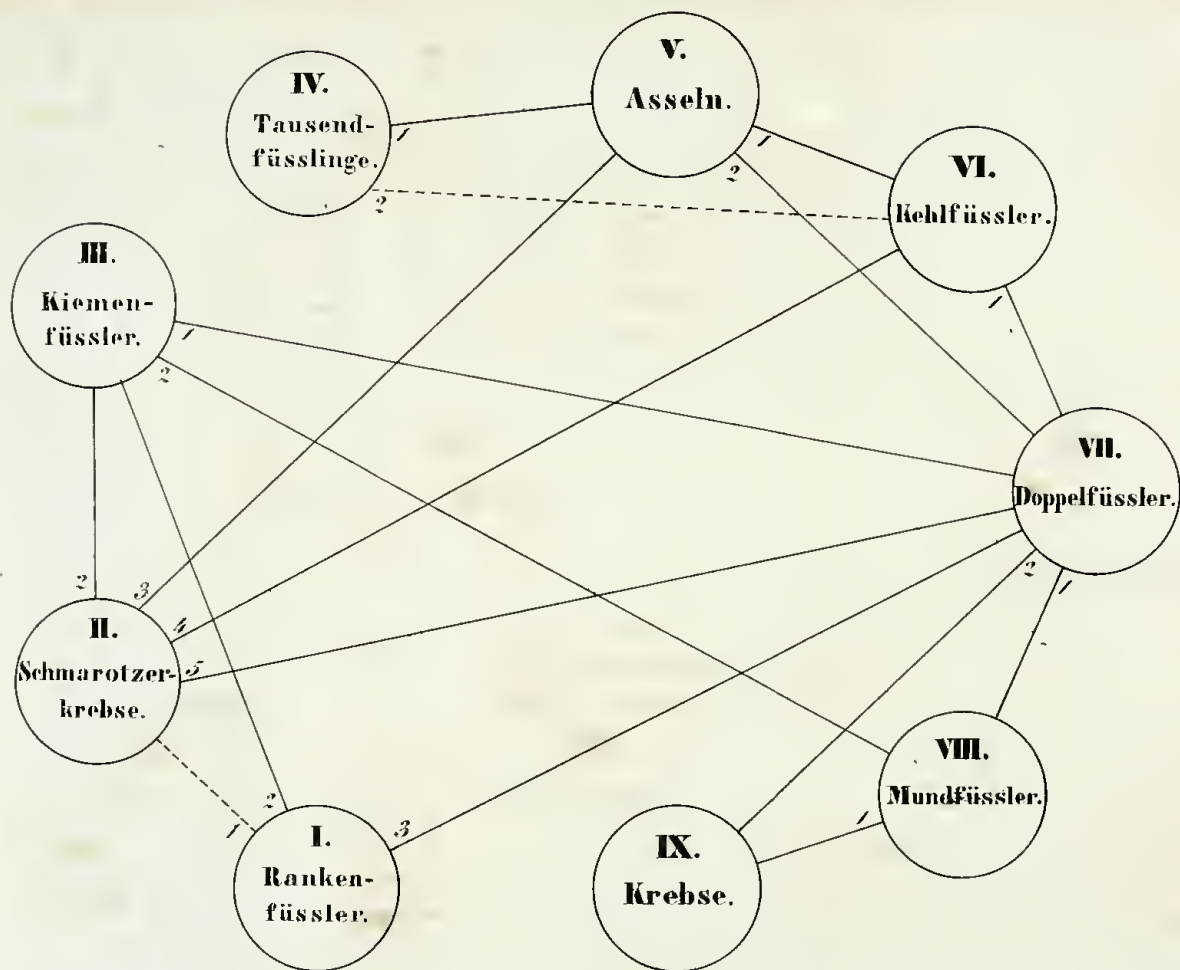 V.
Asseln.
1
2
IV.
Tausend-
füsslinge.
1
2
VI.
Kehlfüssler.
1
III.
Kiemen-
füssler.
1
2
VII.
Doppelfüssler.
2
1
II.
Schmarotzer-
krebse.
2
3
4
5
VIII.
Mundfüssler.
1
I.
Ranken-
füssler.
1
2
3
IX.
Krebse.